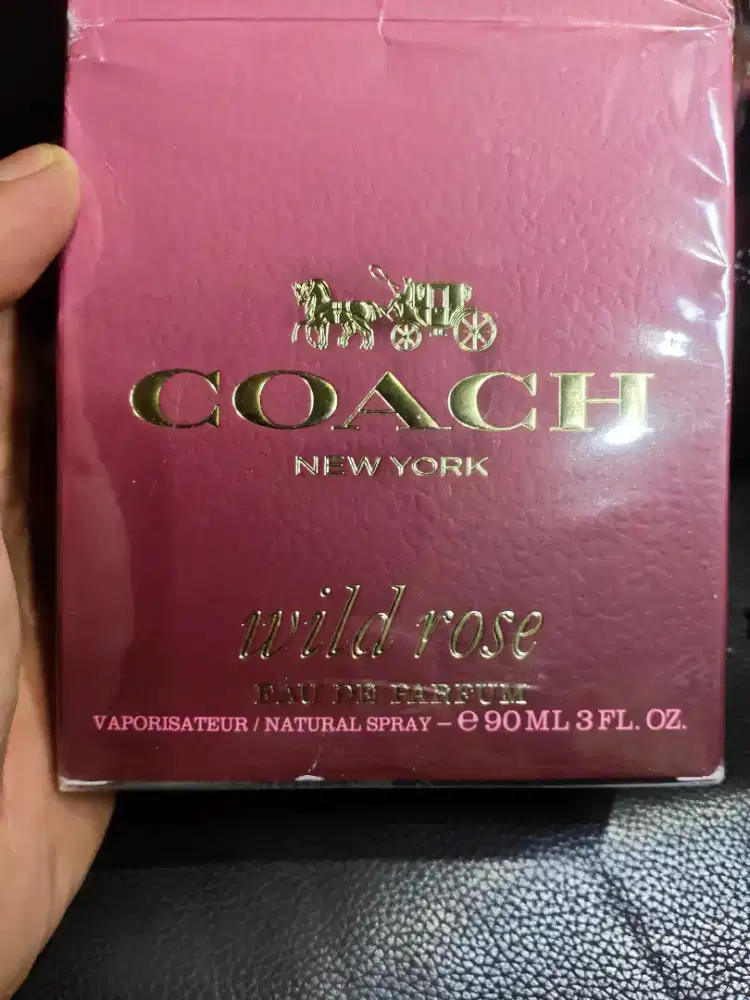 COACH
NEW YORK
wild rose
EAU DE PARFUM
VAPORISATEUR / NATURAL SPRAY – ℮ 90 ML 3 FL. OZ.